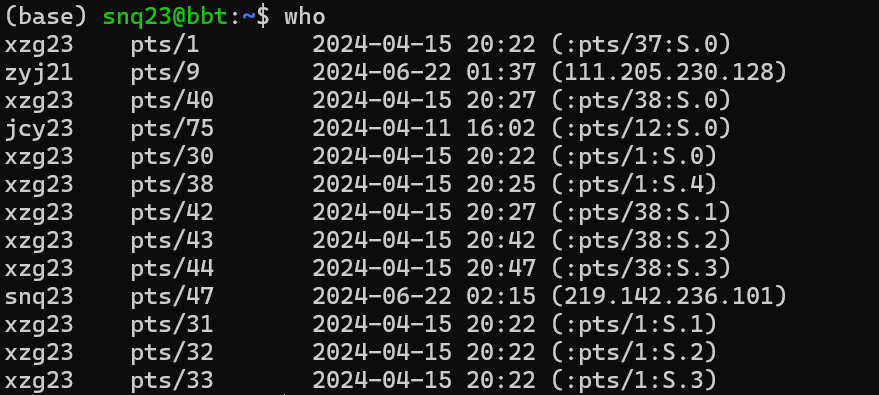 (base) snq23@bbt:~$ who
xzg23    pts/1        2024-04-15 20:22 (:pts/37:S.0)
zyj21    pts/9        2024-06-22 01:37 (111.205.230.128)
xzg23    pts/40       2024-04-15 20:27 (:pts/38:S.0)
jcy23    pts/75       2024-04-11 16:02 (:pts/12:S.0)
xzg23    pts/30       2024-04-15 20:22 (:pts/1:S.0)
xzg23    pts/38       2024-04-15 20:25 (:pts/1:S.4)
xzg23    pts/42       2024-04-15 20:27 (:pts/38:S.1)
xzg23    pts/43       2024-04-15 20:42 (:pts/38:S.2)
xzg23    pts/44       2024-04-15 20:47 (:pts/38:S.3)
snq23    pts/47       2024-06-22 02:15 (219.142.236.101)
xzg23    pts/31       2024-04-15 20:22 (:pts/1:S.1)
xzg23    pts/32       2024-04-15 20:22 (:pts/1:S.2)
xzg23    pts/33       2024-04-15 20:22 (:pts/1:S.3)